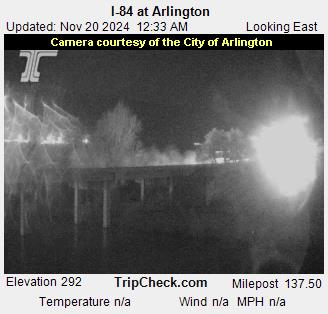 I-84 at Arlington
Updated: Nov 20 2024 12:33 AM Looking East
Camera courtesy of the City of Arlington
Elevation 292 TripCheck.com Milepost 137.50
Temperature n/a Wind n/a MPH n/a